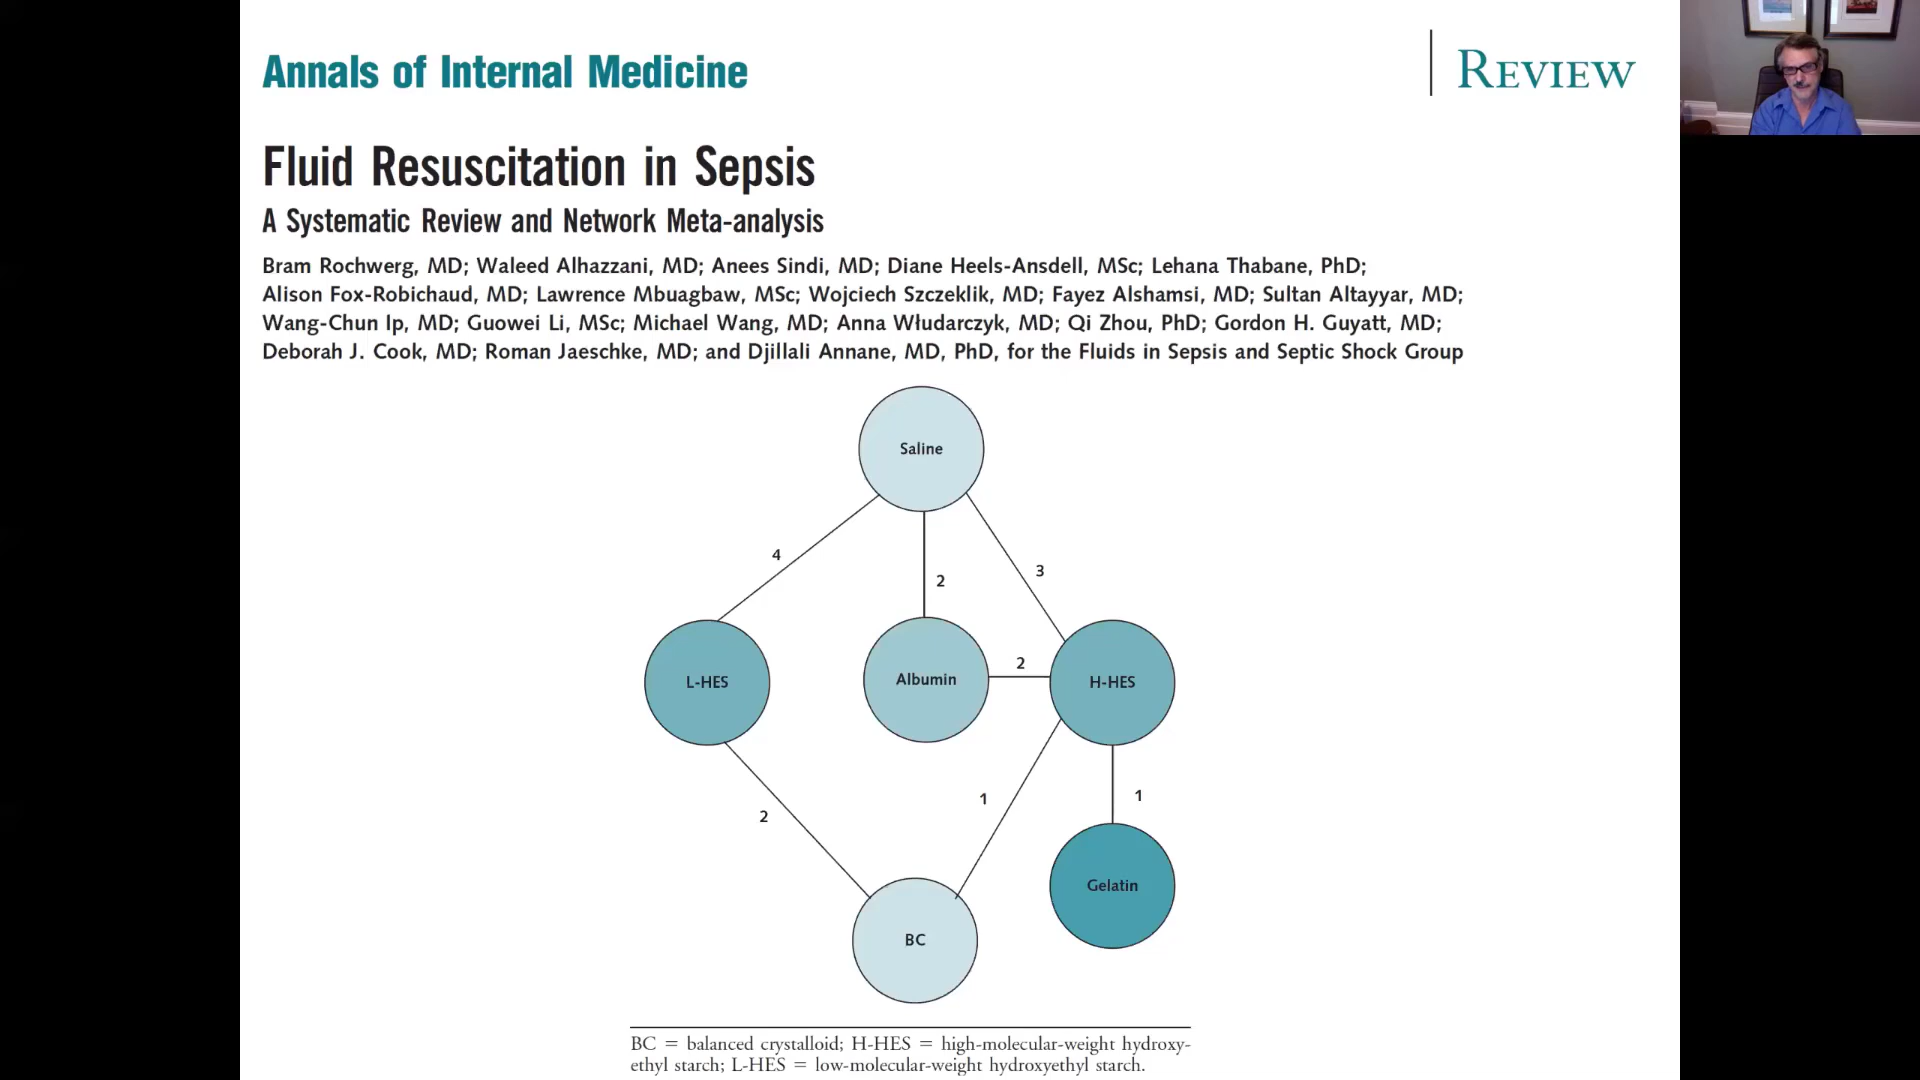 Annals of Internal Medicine
REVIEW
Fluid Resuscitation in Sepsis
A Systematic Review and Network Meta-analysis
Bram Rochwerg, MD; Waleed Alhazzani, MD; Anees Sindi, MD; Diane Heels-Ansdell, MSc; Lehana Thabane, PhD;
Alison Fox-Robichaud, MD; Lawrence Mbuagbaw, MSc; Wojciech Szczeklik, MD; Fayez Alshamsi, MD; Sultan Altayyar, MD;
Wang-Chun Ip, MD; Guowei Li, MSc; Michael Wang, MD; Anna Włudarczyk, MD; Qi Zhou, PhD; Gordon H. Guyatt, MD;
Deborah J. Cook, MD; Roman Jaeschke, MD; and Djillali Annane, MD, PhD, for the Fluids in Sepsis and Septic Shock Group
Saline
4
2
3
L-HES
Albumin
2
H-HES
2
1
1
Gelatin
BC
BC = balanced crystalloid; H-HES = high-molecular-weight hydroxy-
ethyl starch; L-HES = low-molecular-weight hydroxyethyl starch.